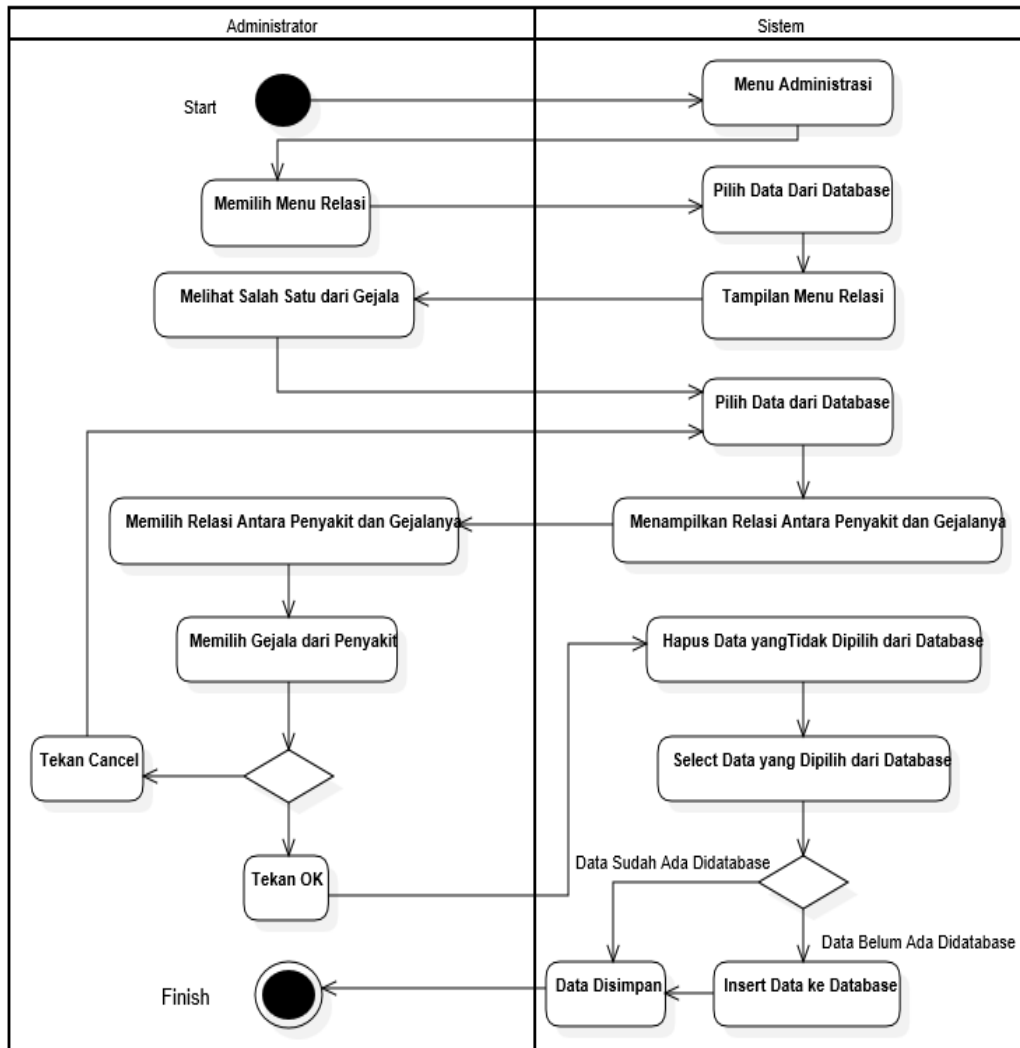 Administrator
Sistem
Start
Menu Administrasi
Memilih Menu Relasi
Pilih Data Dari Database
Melihat Salah Satu dari Gejala
Tampilan Menu Relasi
Pilih Data dari Database
Memilih Relasi Antara Penyakit dan Gejalanya
Menampilkan Relasi Antara Penyakit dan Gejalanya
Memilih Gejala dari Penyakit
Hapus Data yangTidak Dipilih dari Database
Tekan Cancel
Select Data yang Dipilih dari Database
Tekan OK
Data Sudah Ada Didatabase
Data Belum Ada Didatabase
Finish
Data Disimpan
Insert Data ke Database